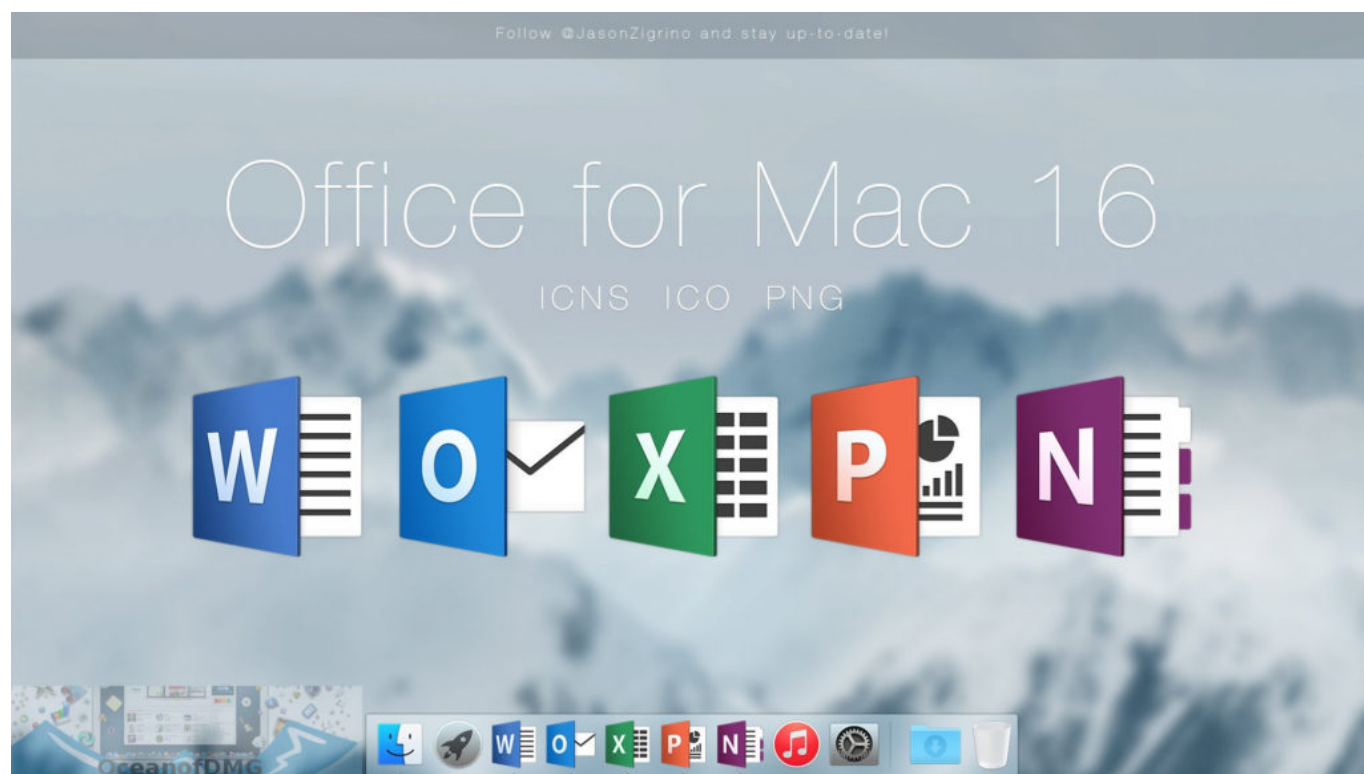 Follow @JasonZigrino and stay up-to-date!
Office for Mac 16
ICNS ICO PNG
W O X P N
W O X P N
OceanofDMG